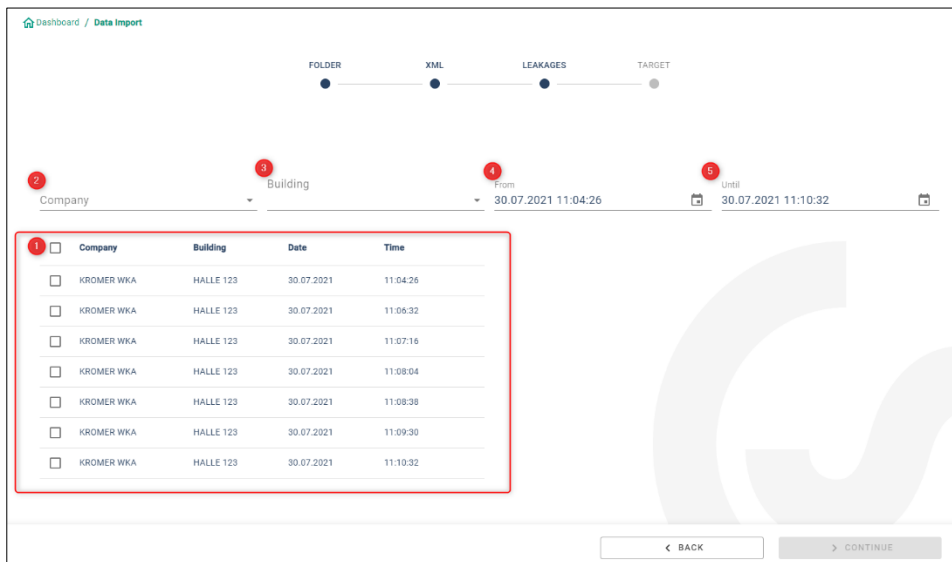 Dashboard / Data Import
FOLDER XML LEAKAGES TARGET
2 3 4 5
Company Building From Until
30.07.2021 11:04:26 30.07.2021 11:10:32
1 Company Building Date Time
KROMER WKA HALLE 123 30.07.2021 11:04:26
KROMER WKA HALLE 123 30.07.2021 11:06:32
KROMER WKA HALLE 123 30.07.2021 11:07:16
KROMER WKA HALLE 123 30.07.2021 11:08:04
KROMER WKA HALLE 123 30.07.2021 11:08:38
KROMER WKA HALLE 123 30.07.2021 11:09:30
KROMER WKA HALLE 123 30.07.2021 11:10:32
< BACK > CONTINUE